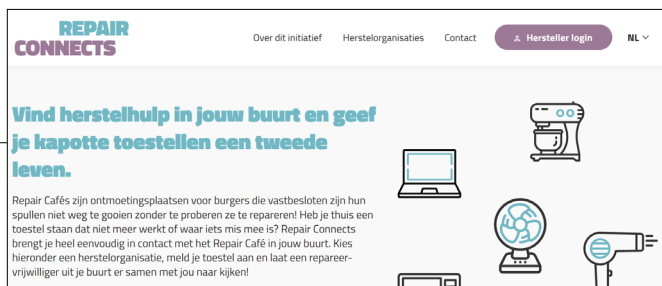 REPAIR
CONNECTS
Over dit initiatief Herstelorganisaties Contact Hersteller login NL
Vind herstelhulp in jouw buurt en geef
je kapotte toestellen een tweede
leven.
Repair Cafés zijn ontmoetingsplaatsen voor burgers die vastbesloten zijn hun
spullen niet weg te gooien zonder te proberen ze te repareren! Heb je thuis een
toestel staan dat niet meer werkt of waar iets mis mee is? Repair Connects
brengt je heel eenvoudig in contact met het Repair Café in jouw buurt. Kies
hieronder een herstelorganisatie, meld je toestel aan en laat een repareer-
vrijwilliger uit je buurt er samen met jou naar kijken!